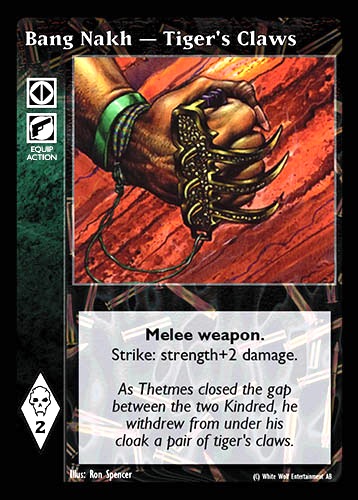 Bang Nakh — Tiger's Claws
EQUIP
ACTION
Melee weapon.
Strike: strength+2 damage.
As Thetmes closed the gap
between the two Kindred, he
withdrew from under his
cloak a pair of tiger's claws.
2
Illus: Ron Spencer
(C) White Wolf Entertainment AB